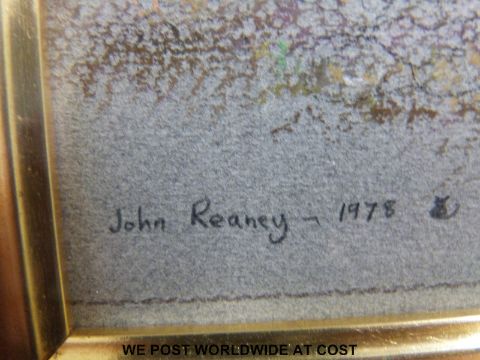 John Reaney - 1978
WE POST WORLDWIDE AT COST